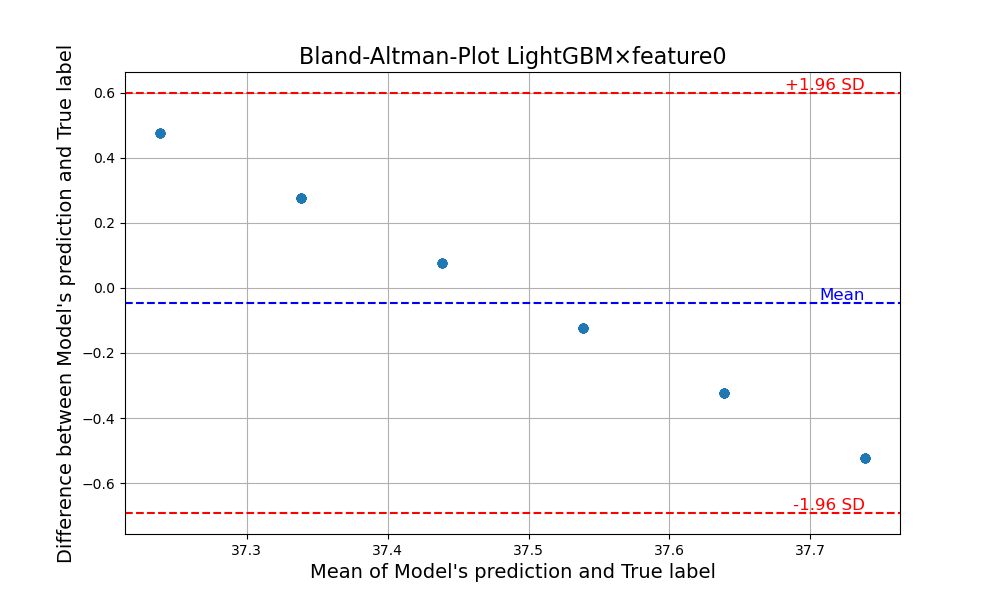 Bland-Altman-Plot LightGBM×feature0
Difference between Model's prediction and True label
0.6
0.4
0.2
0.0
−0.2
−0.4
−0.6
+1.96 SD
Mean
-1.96 SD
37.3
37.4
37.5
37.6
37.7
Mean of Model's prediction and True label